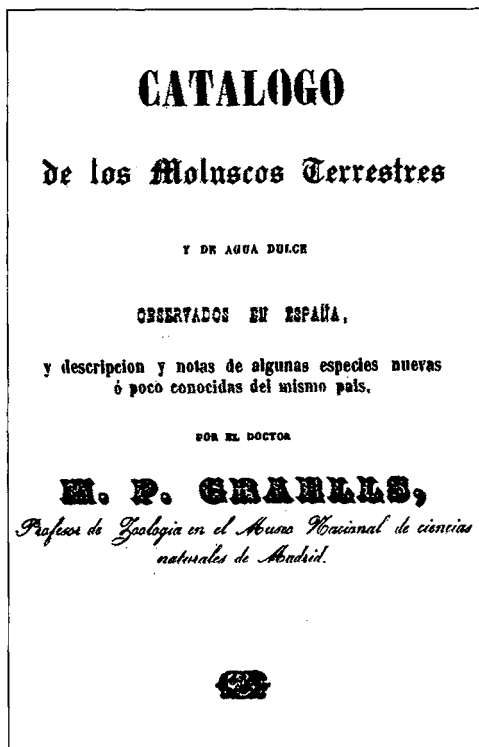 CATALOGO
de los Moluscos Terrestres
Y DE AGUA DULCE
OBSERVADOS EN ESPAÑA,
y descripcion y notas de algunas especies nuevas
ó poco conocidas del mismo pais,
POR EL DOCTOR
M. P. GRAELLS,
Profesor de Zoologia en el Museo Nacional de ciencias
naturales de Madrid.